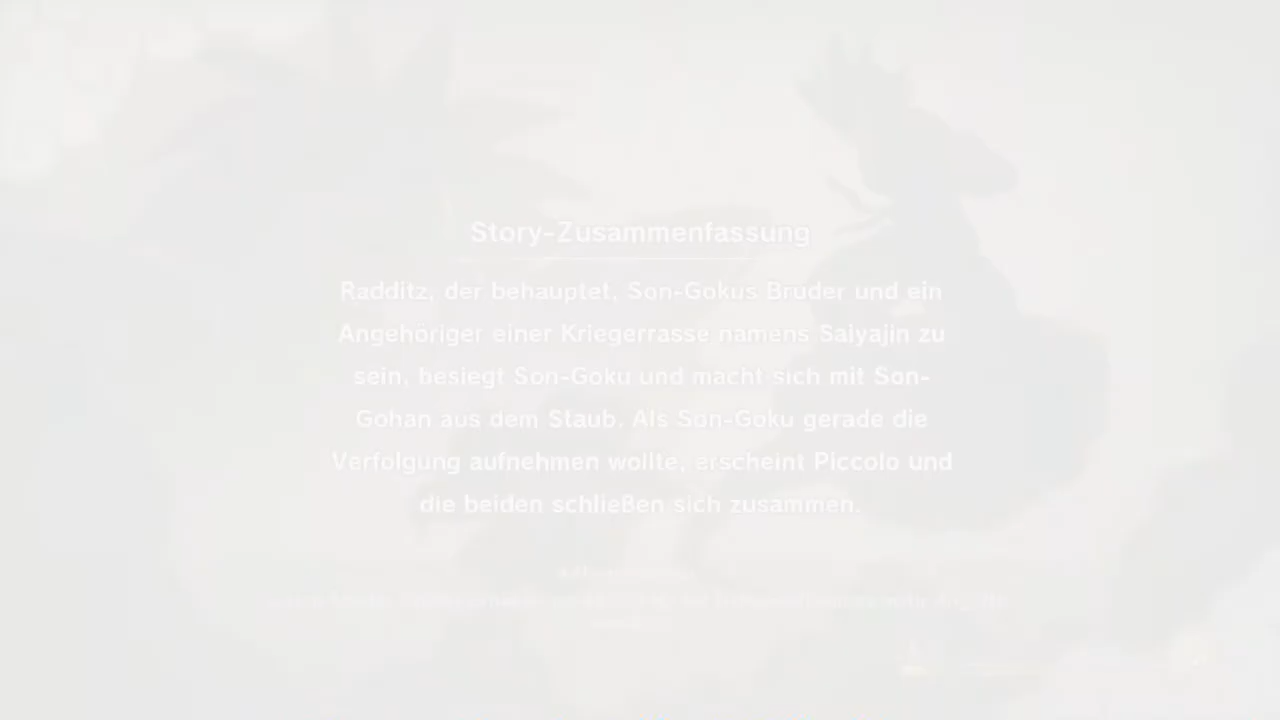 Story-Zusammenfassung
Radditz, der behauptet, Son-Gokus Bruder und ein
Angehöriger einer Kriegerrasse namens Saiyajin zu
sein, besiegt Son-Goku und macht sich mit Son-
Gohan aus dem Staub. Als Son-Goku gerade die
Verfolgung aufnehmen wollte, erscheint Piccolo und
die beiden schließen sich zusammen.